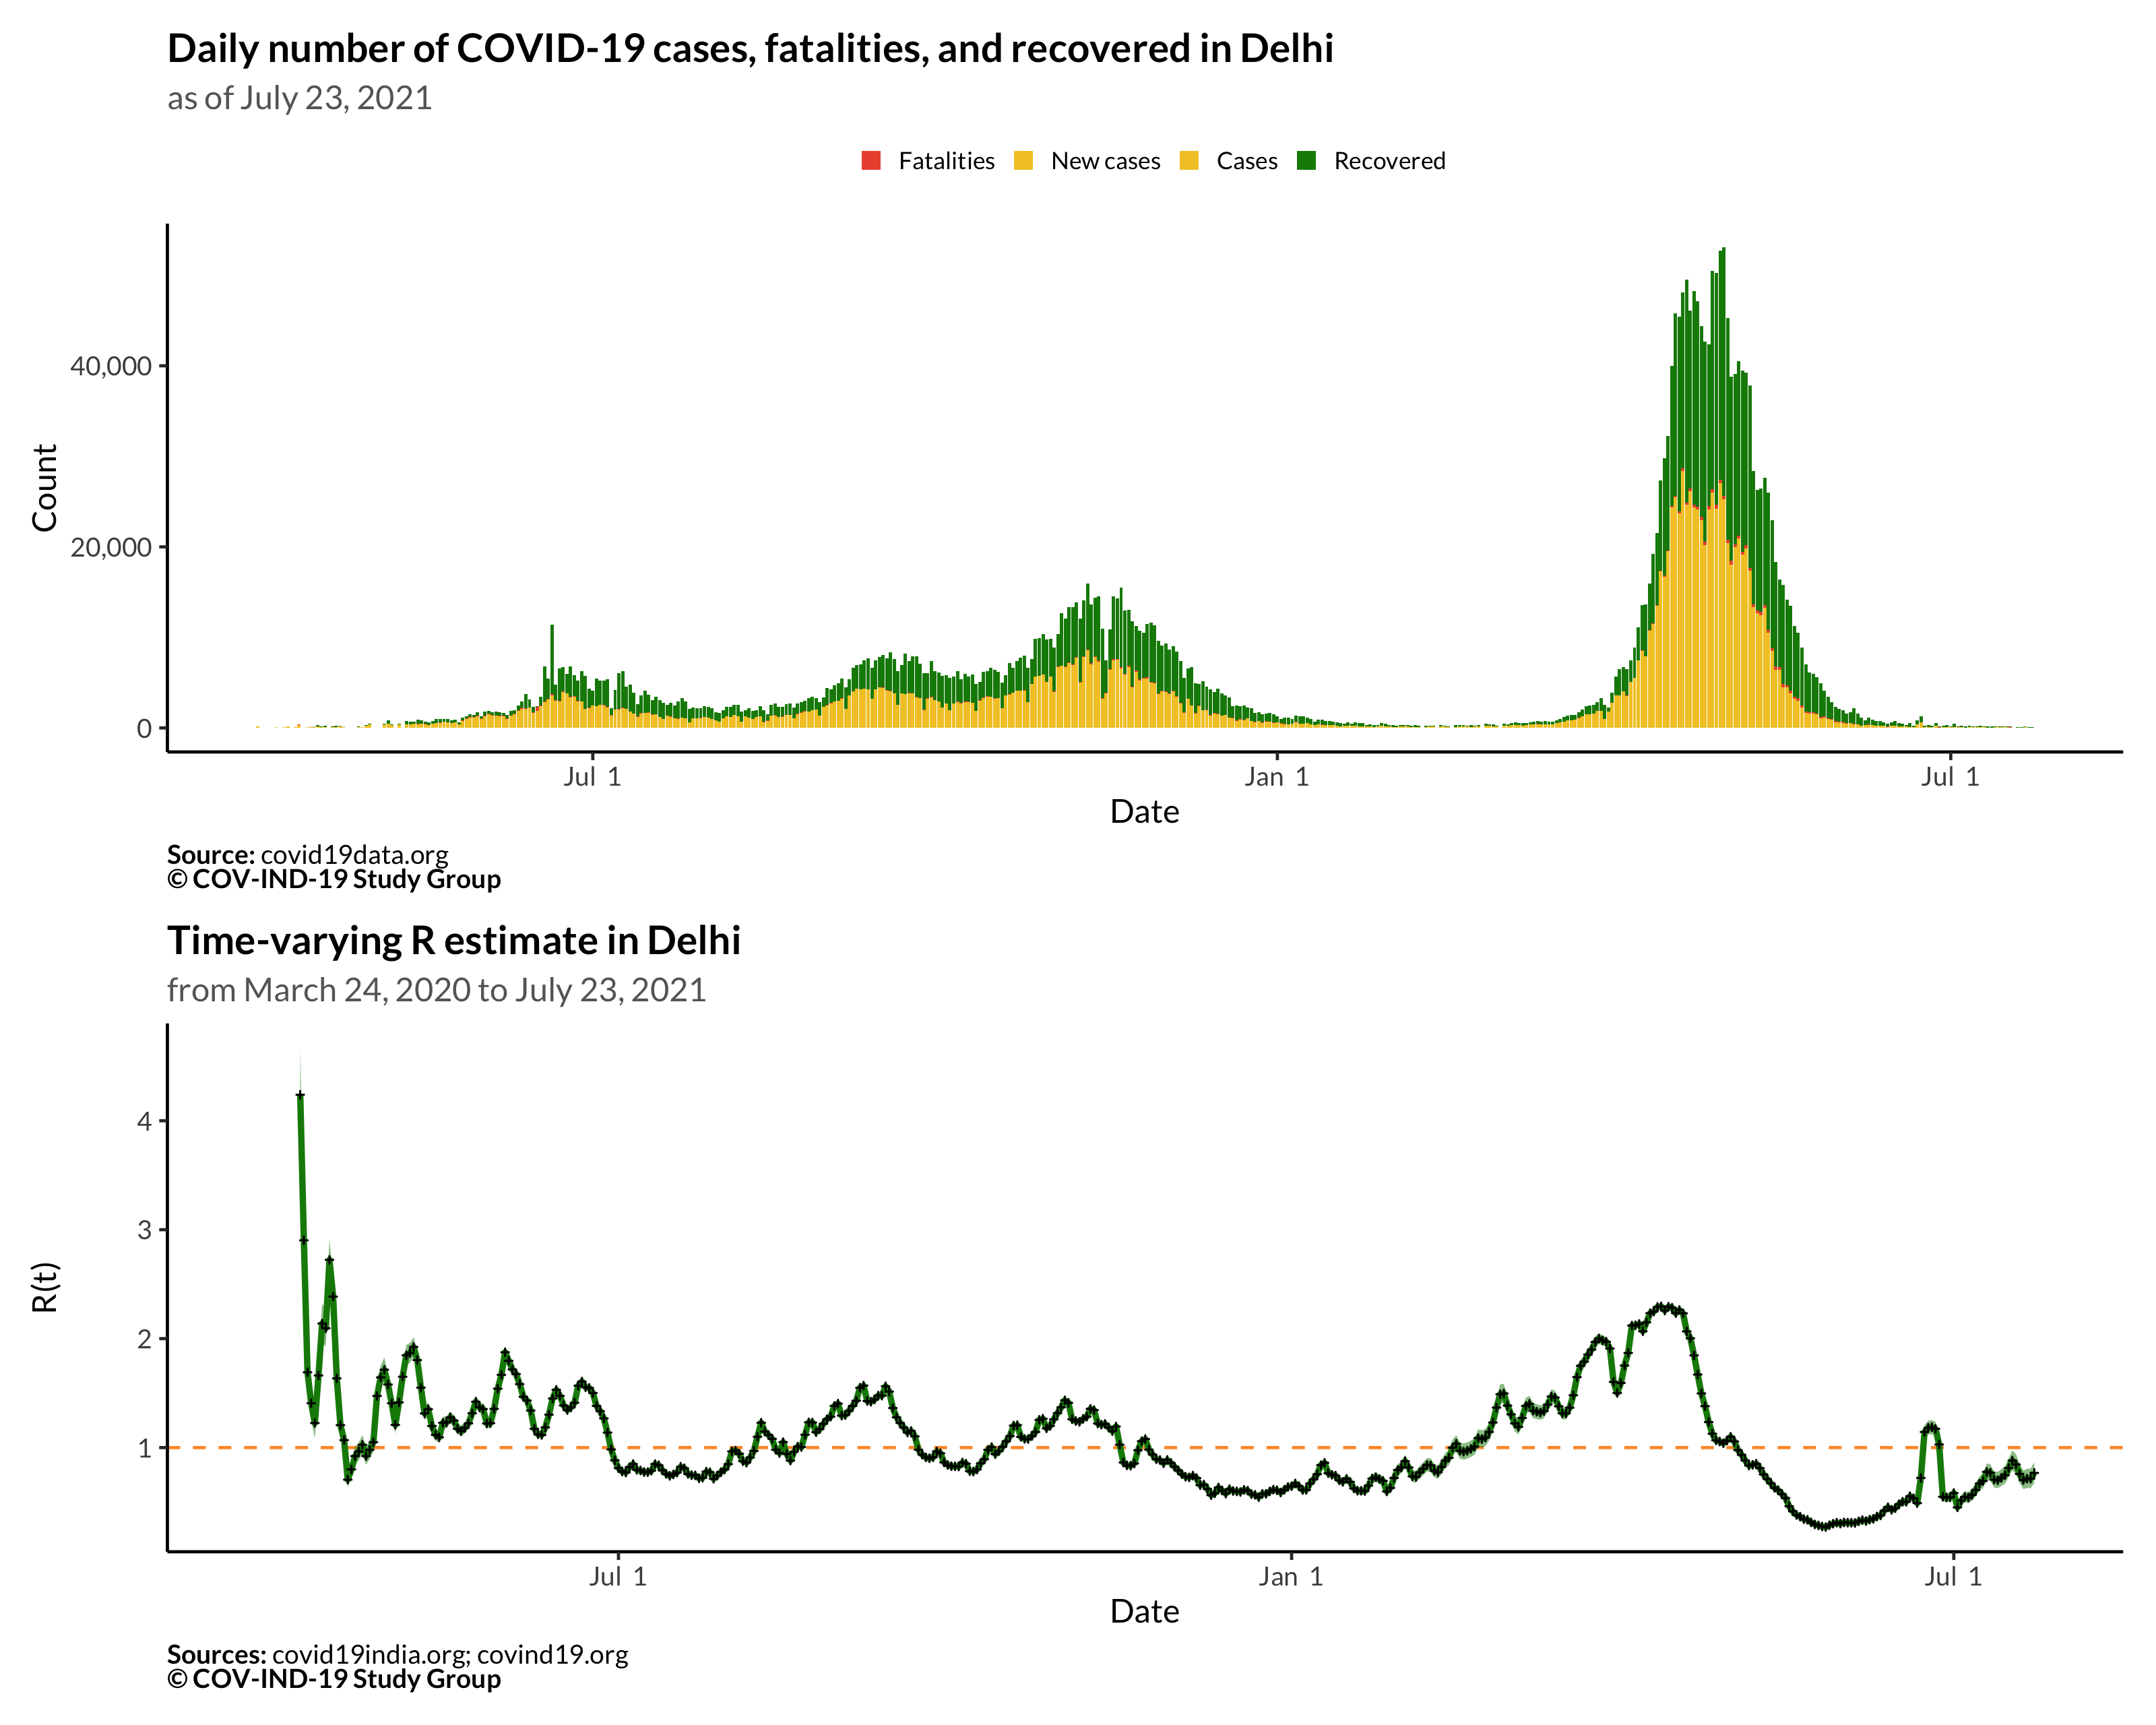 Daily number of COVID-19 cases, fatalities, and recovered in Delhi
as of July 23, 2021
Fatalities New cases Cases Recovered
Count
40,000
20,000
0
Jul 1 Jan 1 Jul 1
Date
Source: covid19data.org
© COV-IND-19 Study Group
Time-varying R estimate in Delhi
from March 24, 2020 to July 23, 2021
R(t)
4
3
2
1
Jul 1 Jan 1 Jul 1
Date
Sources: covid19india.org; covind19.org
© COV-IND-19 Study Group